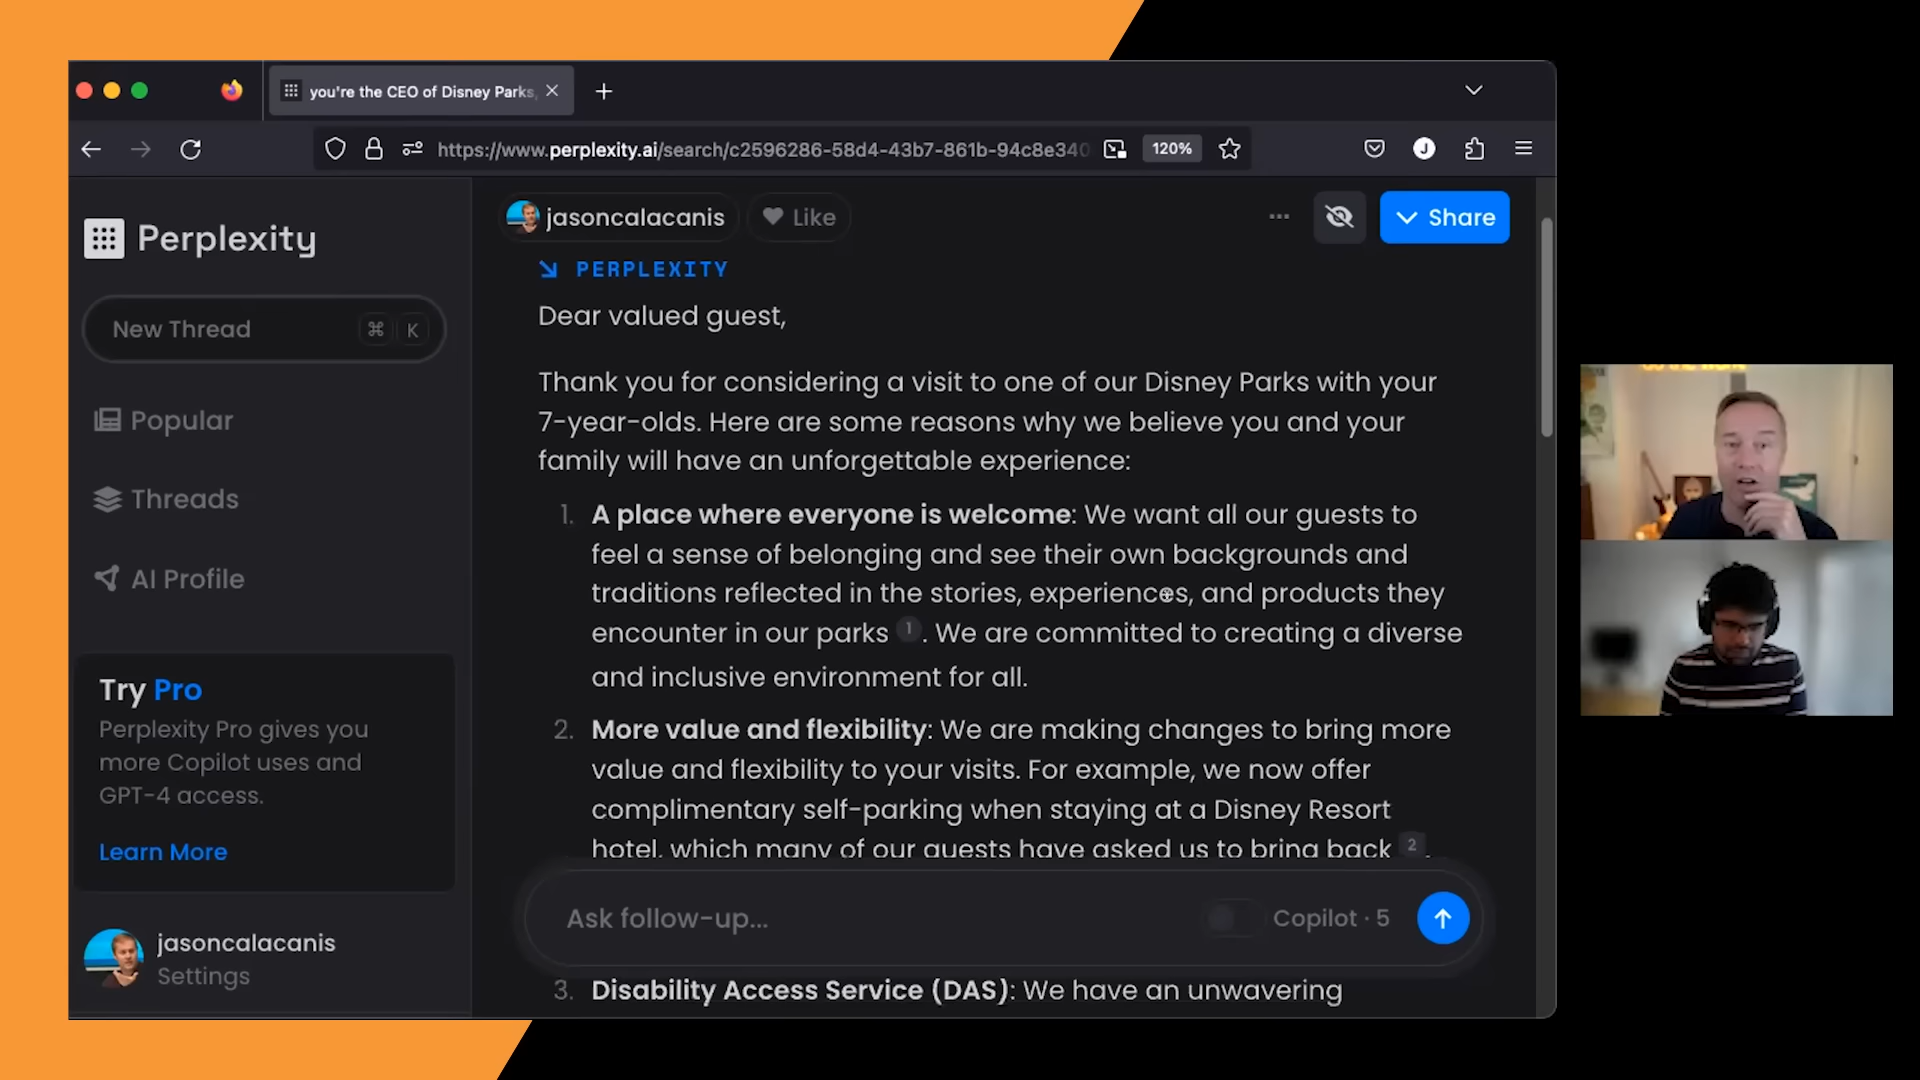 you're the CEO of Disney Parks,
https://www.perplexity.ai/search/c2596286-58d4-43b7-861b-94c8e340
120%
J
Perplexity
New Thread
⌘ K
Popular
Threads
AI Profile
Try Pro
Perplexity Pro gives you
more Copilot uses and
GPT-4 access.
Learn More
jasoncalacanis
Settings
jasoncalacanis
Like
Share
PERPLEXITY
Dear valued guest,
Thank you for considering a visit to one of our Disney Parks with your
7-year-olds. Here are some reasons why we believe you and your
family will have an unforgettable experience:
1. A place where everyone is welcome: We want all our guests to
feel a sense of belonging and see their own backgrounds and
traditions reflected in the stories, experiences, and products they
encounter in our parks 1. We are committed to creating a diverse
and inclusive environment for all.
2. More value and flexibility: We are making changes to bring more
value and flexibility to your visits. For example, we now offer
complimentary self-parking when staying at a Disney Resort
hotel, which many of our guests have asked us to bring back 2.
Ask follow-up...
Copilot · 5
3. Disability Access Service (DAS): We have an unwavering